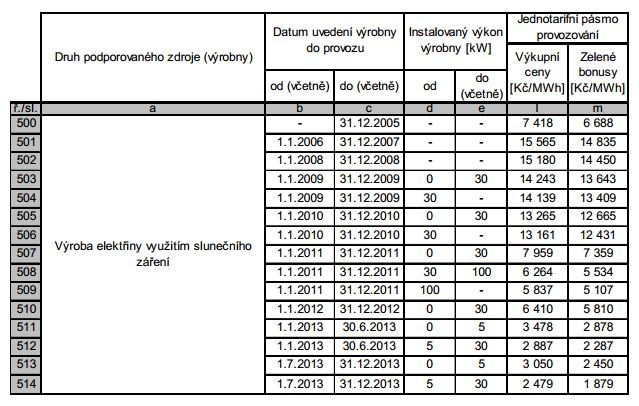 Druh podporovaného zdroje (výrobny) Datum uvedení výrobny do provozu Instalovaný výkon výrobny [kW] Jednotarifní pásmo provozování
Výkupní ceny [Kč/MWh] Zelené bonusy [Kč/MWh]
od (včetně) do (včetně) od do (včetně)
ř./sl. a b c d e l m
500 - 31.12.2005 - - 7 418 6 688
501 1.1.2006 31.12.2007 - - 15 565 14 835
502 1.1.2008 31.12.2008 - - 15 180 14 450
503 1.1.2009 31.12.2009 0 30 14 243 13 643
504 1.1.2009 31.12.2009 30 - 14 139 13 409
505 1.1.2010 31.12.2010 0 30 13 265 12 665
506 1.1.2010 31.12.2010 30 - 13 161 12 431
Výroba elektřiny využitím slunečního záření
507 1.1.2011 31.12.2011 0 30 7 959 7 359
508 1.1.2011 31.12.2011 30 100 6 264 5 534
509 1.1.2011 31.12.2011 100 - 5 837 5 107
510 1.1.2012 31.12.2012 0 30 6 410 5 810
511 1.1.2013 30.6.2013 0 5 3 478 2 878
512 1.1.2013 30.6.2013 5 30 2 887 2 287
513 1.7.2013 31.12.2013 0 5 3 050 2 450
514 1.7.2013 31.12.2013 5 30 2 479 1 879